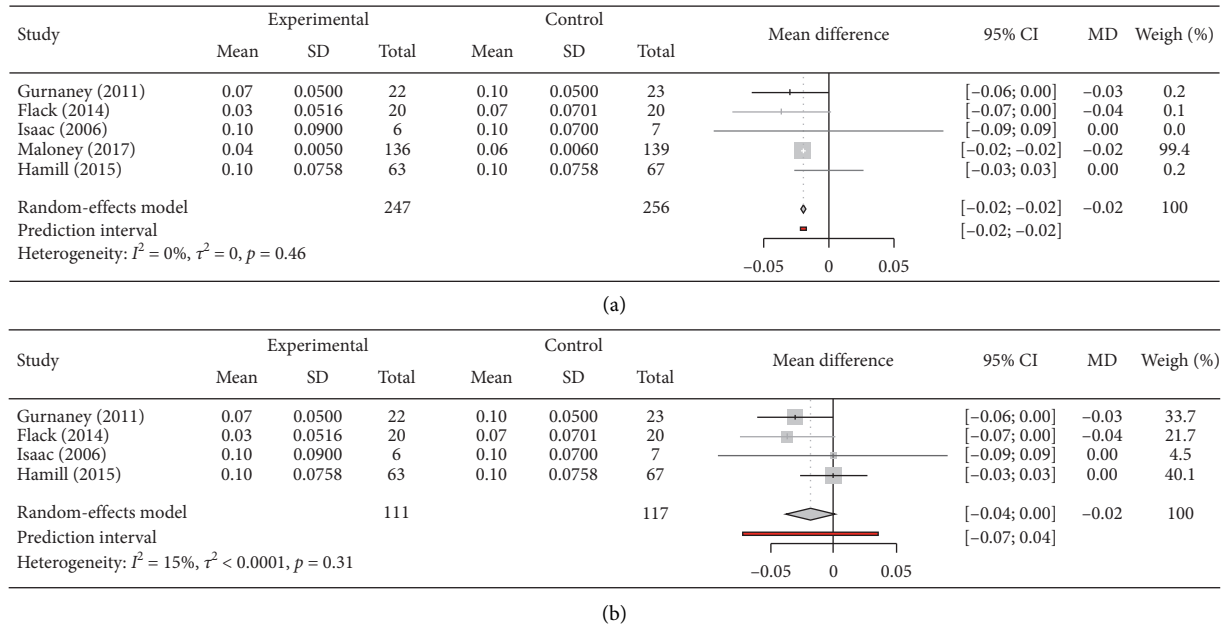 Study Experimental Control Mean difference 95% CI MD Weigh (%)
Mean SD Total Mean SD Total
Gurnaney (2011) 0.07 0.0500 22 0.10 0.0500 23 [–0.06; 0.00] –0.03 0.2
Flack (2014) 0.03 0.0516 20 0.07 0.0701 20 [–0.07; 0.00] –0.04 0.1
Isaac (2006) 0.10 0.0900 6 0.10 0.0700 7 [–0.09; 0.09] 0.00 0.0
Maloney (2017) 0.04 0.0050 136 0.06 0.0060 139 [–0.02; –0.02] –0.02 99.4
Hamill (2015) 0.10 0.0758 63 0.10 0.0758 67 [–0.03; 0.03] 0.00 0.2
Random-effects model 247 256 [–0.02; –0.02] –0.02 100
Prediction interval [–0.02; –0.02]
Heterogeneity: I² = 0%, τ² = 0, p = 0.46
–0.05 0 0.05
(a)
Study Experimental Control Mean difference 95% CI MD Weigh (%)
Mean SD Total Mean SD Total
Gurnaney (2011) 0.07 0.0500 22 0.10 0.0500 23 [–0.06; 0.00] –0.03 33.7
Flack (2014) 0.03 0.0516 20 0.07 0.0701 20 [–0.07; 0.00] –0.04 21.7
Isaac (2006) 0.10 0.0900 6 0.10 0.0700 7 [–0.09; 0.09] 0.00 4.5
Hamill (2015) 0.10 0.0758 63 0.10 0.0758 67 [–0.03; 0.03] 0.00 40.1
Random-effects model 111 117 [–0.04; 0.00] –0.02 100
Prediction interval [–0.07; 0.04]
Heterogeneity: I² = 15%, τ² < 0.0001, p = 0.31
–0.05 0 0.05
(b)